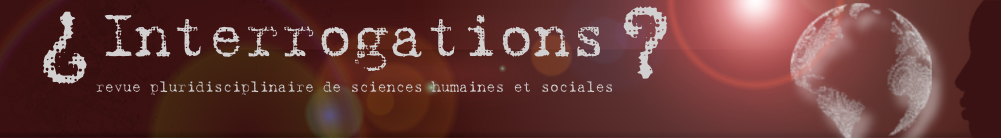 ¿ Interrogations ?
revue pluridisciplinaire de sciences humaines et sociales